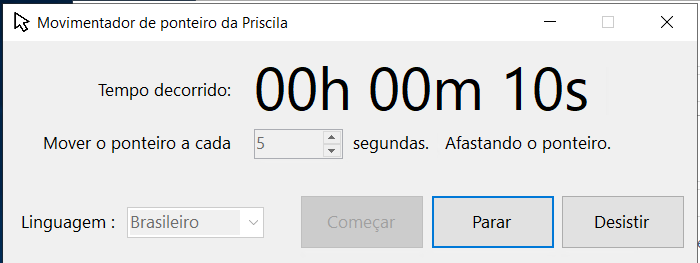 Movimentador de ponteiro da Priscila
Tempo decorrido: 00h 00m 10s
Mover o ponteiro a cada 5 segundas. Afastando o ponteiro.
Linguagem : Brasileiro Começar Parar Desistir